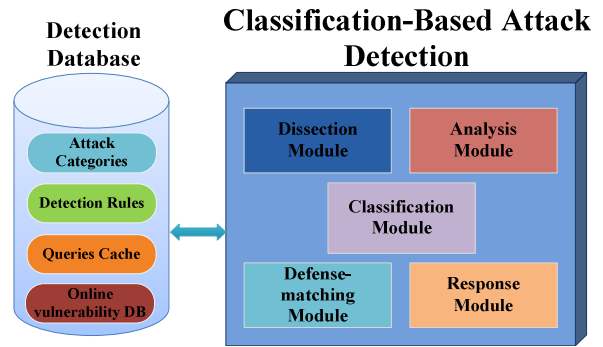 Detection
Database
Attack
Categories
Detection Rules
Queries Cache
Online
vulnerability DB
Classification-Based Attack
Detection
Dissection
Module
Analysis
Module
Classification
Module
Defense-
matching
Module
Response
Module